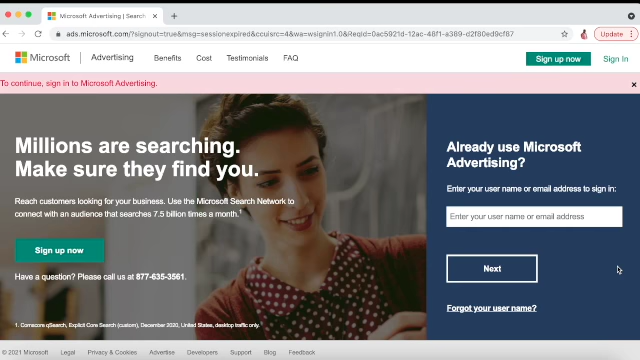 Microsoft Advertising | Search
Update
ads.microsoft.com/?signout=true&msg=sessionexpired&ccuisrc=4&wa=wsignin1.0&ReqId=0ac5921d-12ac-48f1-a389-d2f80ed9cf87
Microsoft | Advertising Benefits Cost Testimonials FAQ Sign up now Sign In
To continue, sign in to Microsoft Advertising.
Millions are searching.
Make sure they find you.
Reach customers looking for your business. Use the Microsoft Search Network to
connect with an audience that searches 7.5 billion times a month.1
Sign up now
Have a question? Please call us at 877-635-3561.
1. Comscore qSearch, Explicit Core Search (custom), December 2020, United States, desktop traffic only.
Already use Microsoft
Advertising?
Enter your user name or email address to sign in:
Enter your user name or email address
Next
Forgot your user name?
© 2021 Microsoft Legal Privacy & Cookies Advertise Developers Support Blog Feedback